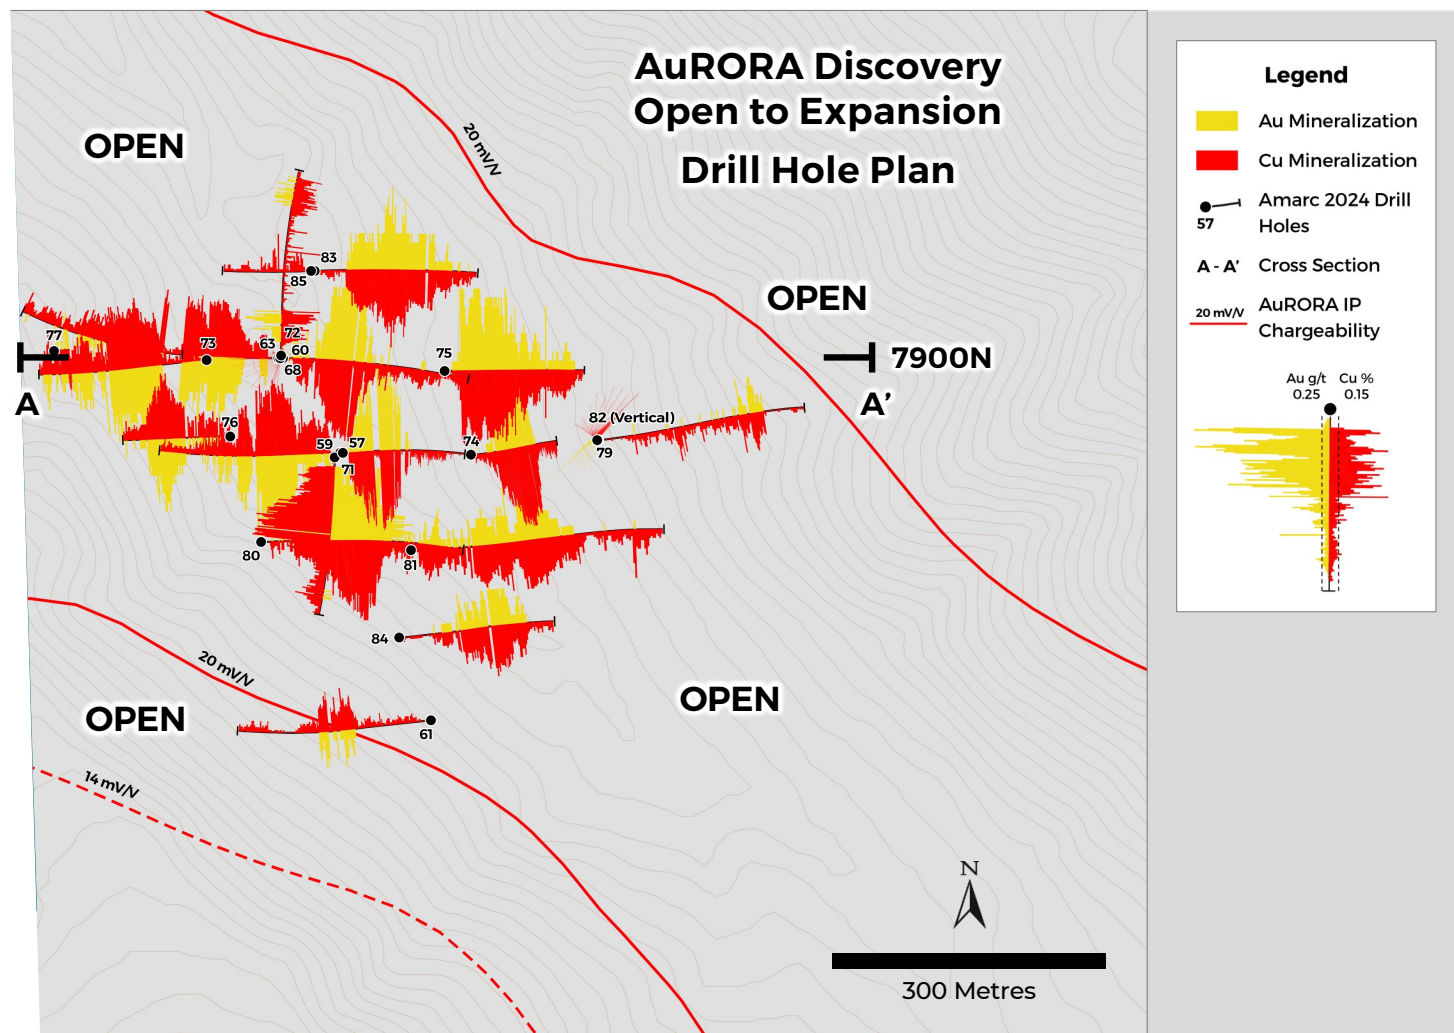 AuRORA Discovery
Open to Expansion
Drill Hole Plan
OPEN
20 mV/V
OPEN
83
85
77
73
63
72
60
68
75
7900N
A
A'
76
59
57
71
74
82 (Vertical)
79
80
81
84
20 mV/V
OPEN
OPEN
61
14 mV/V
N
300 Metres
Legend
Au Mineralization
Cu Mineralization
57
Amarc 2024 Drill
Holes
A - A' Cross Section
20 mV/V
AuRORA IP
Chargeability
Au g/t Cu %
0.25 0.15